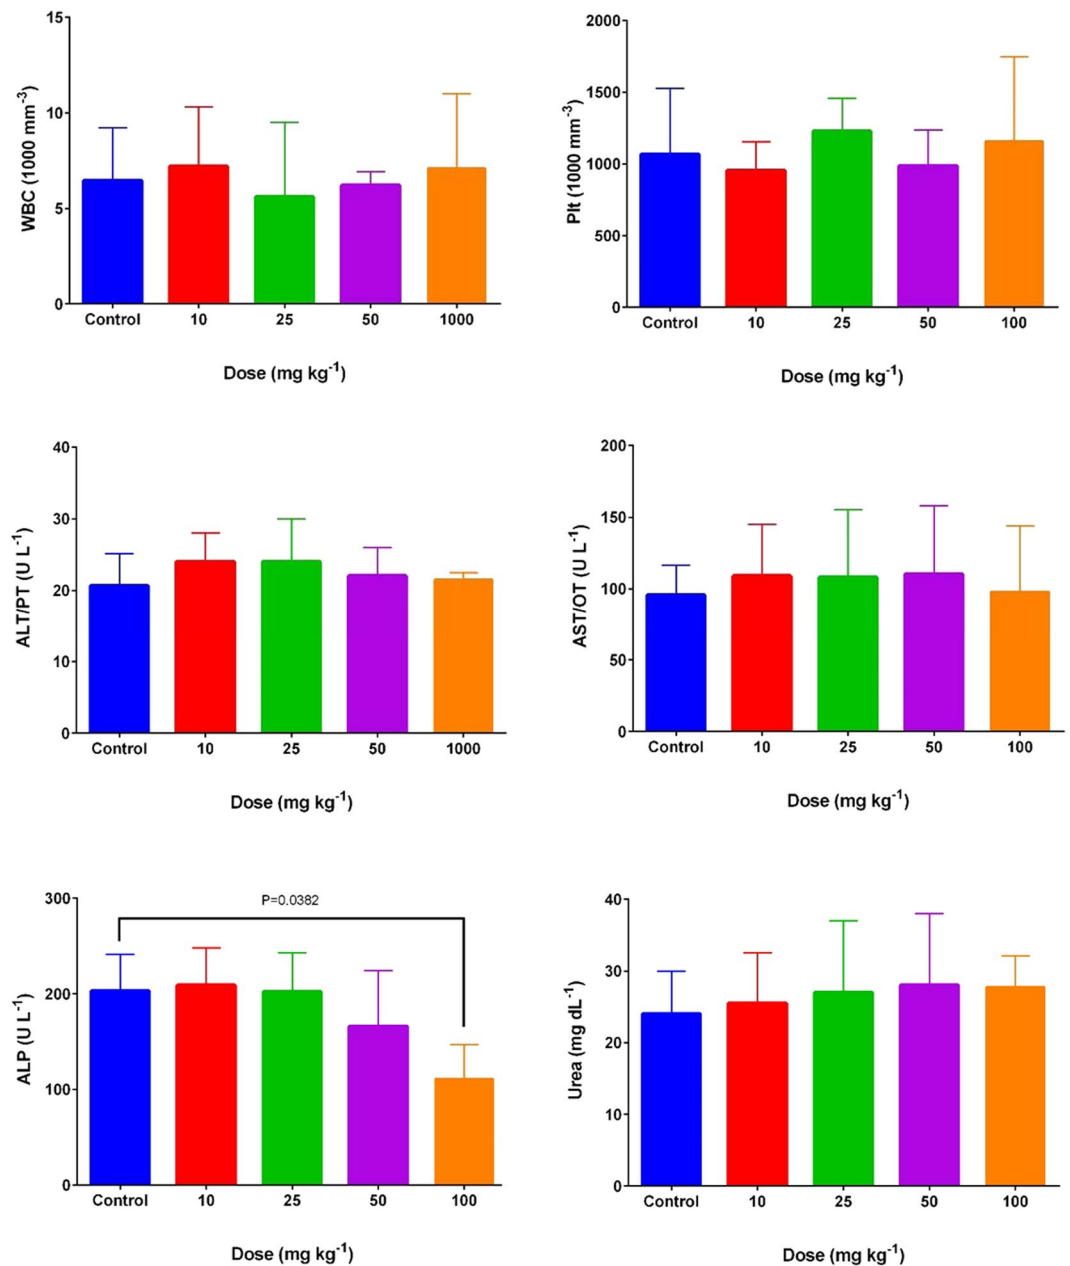 15
10
5
0
WBC (1000 mm-3)
Control 10 25 50 1000
Dose (mg kg-1)
2000
1500
1000
500
0
Plt (1000 mm-3)
Control 10 25 50 100
Dose (mg kg-1)
40
30
20
10
0
ALT/PT (U L-1)
Control 10 25 50 1000
Dose (mg kg-1)
200
150
100
50
0
AST/OT (U L-1)
Control 10 25 50 100
Dose (mg kg-1)
300
200
100
0
ALP (U L-1)
P=0.0382
Control 10 25 50 100
Dose (mg kg-1)
40
30
20
10
0
Urea (mg dL-1)
Control 10 25 50 100
Dose (mg kg-1)